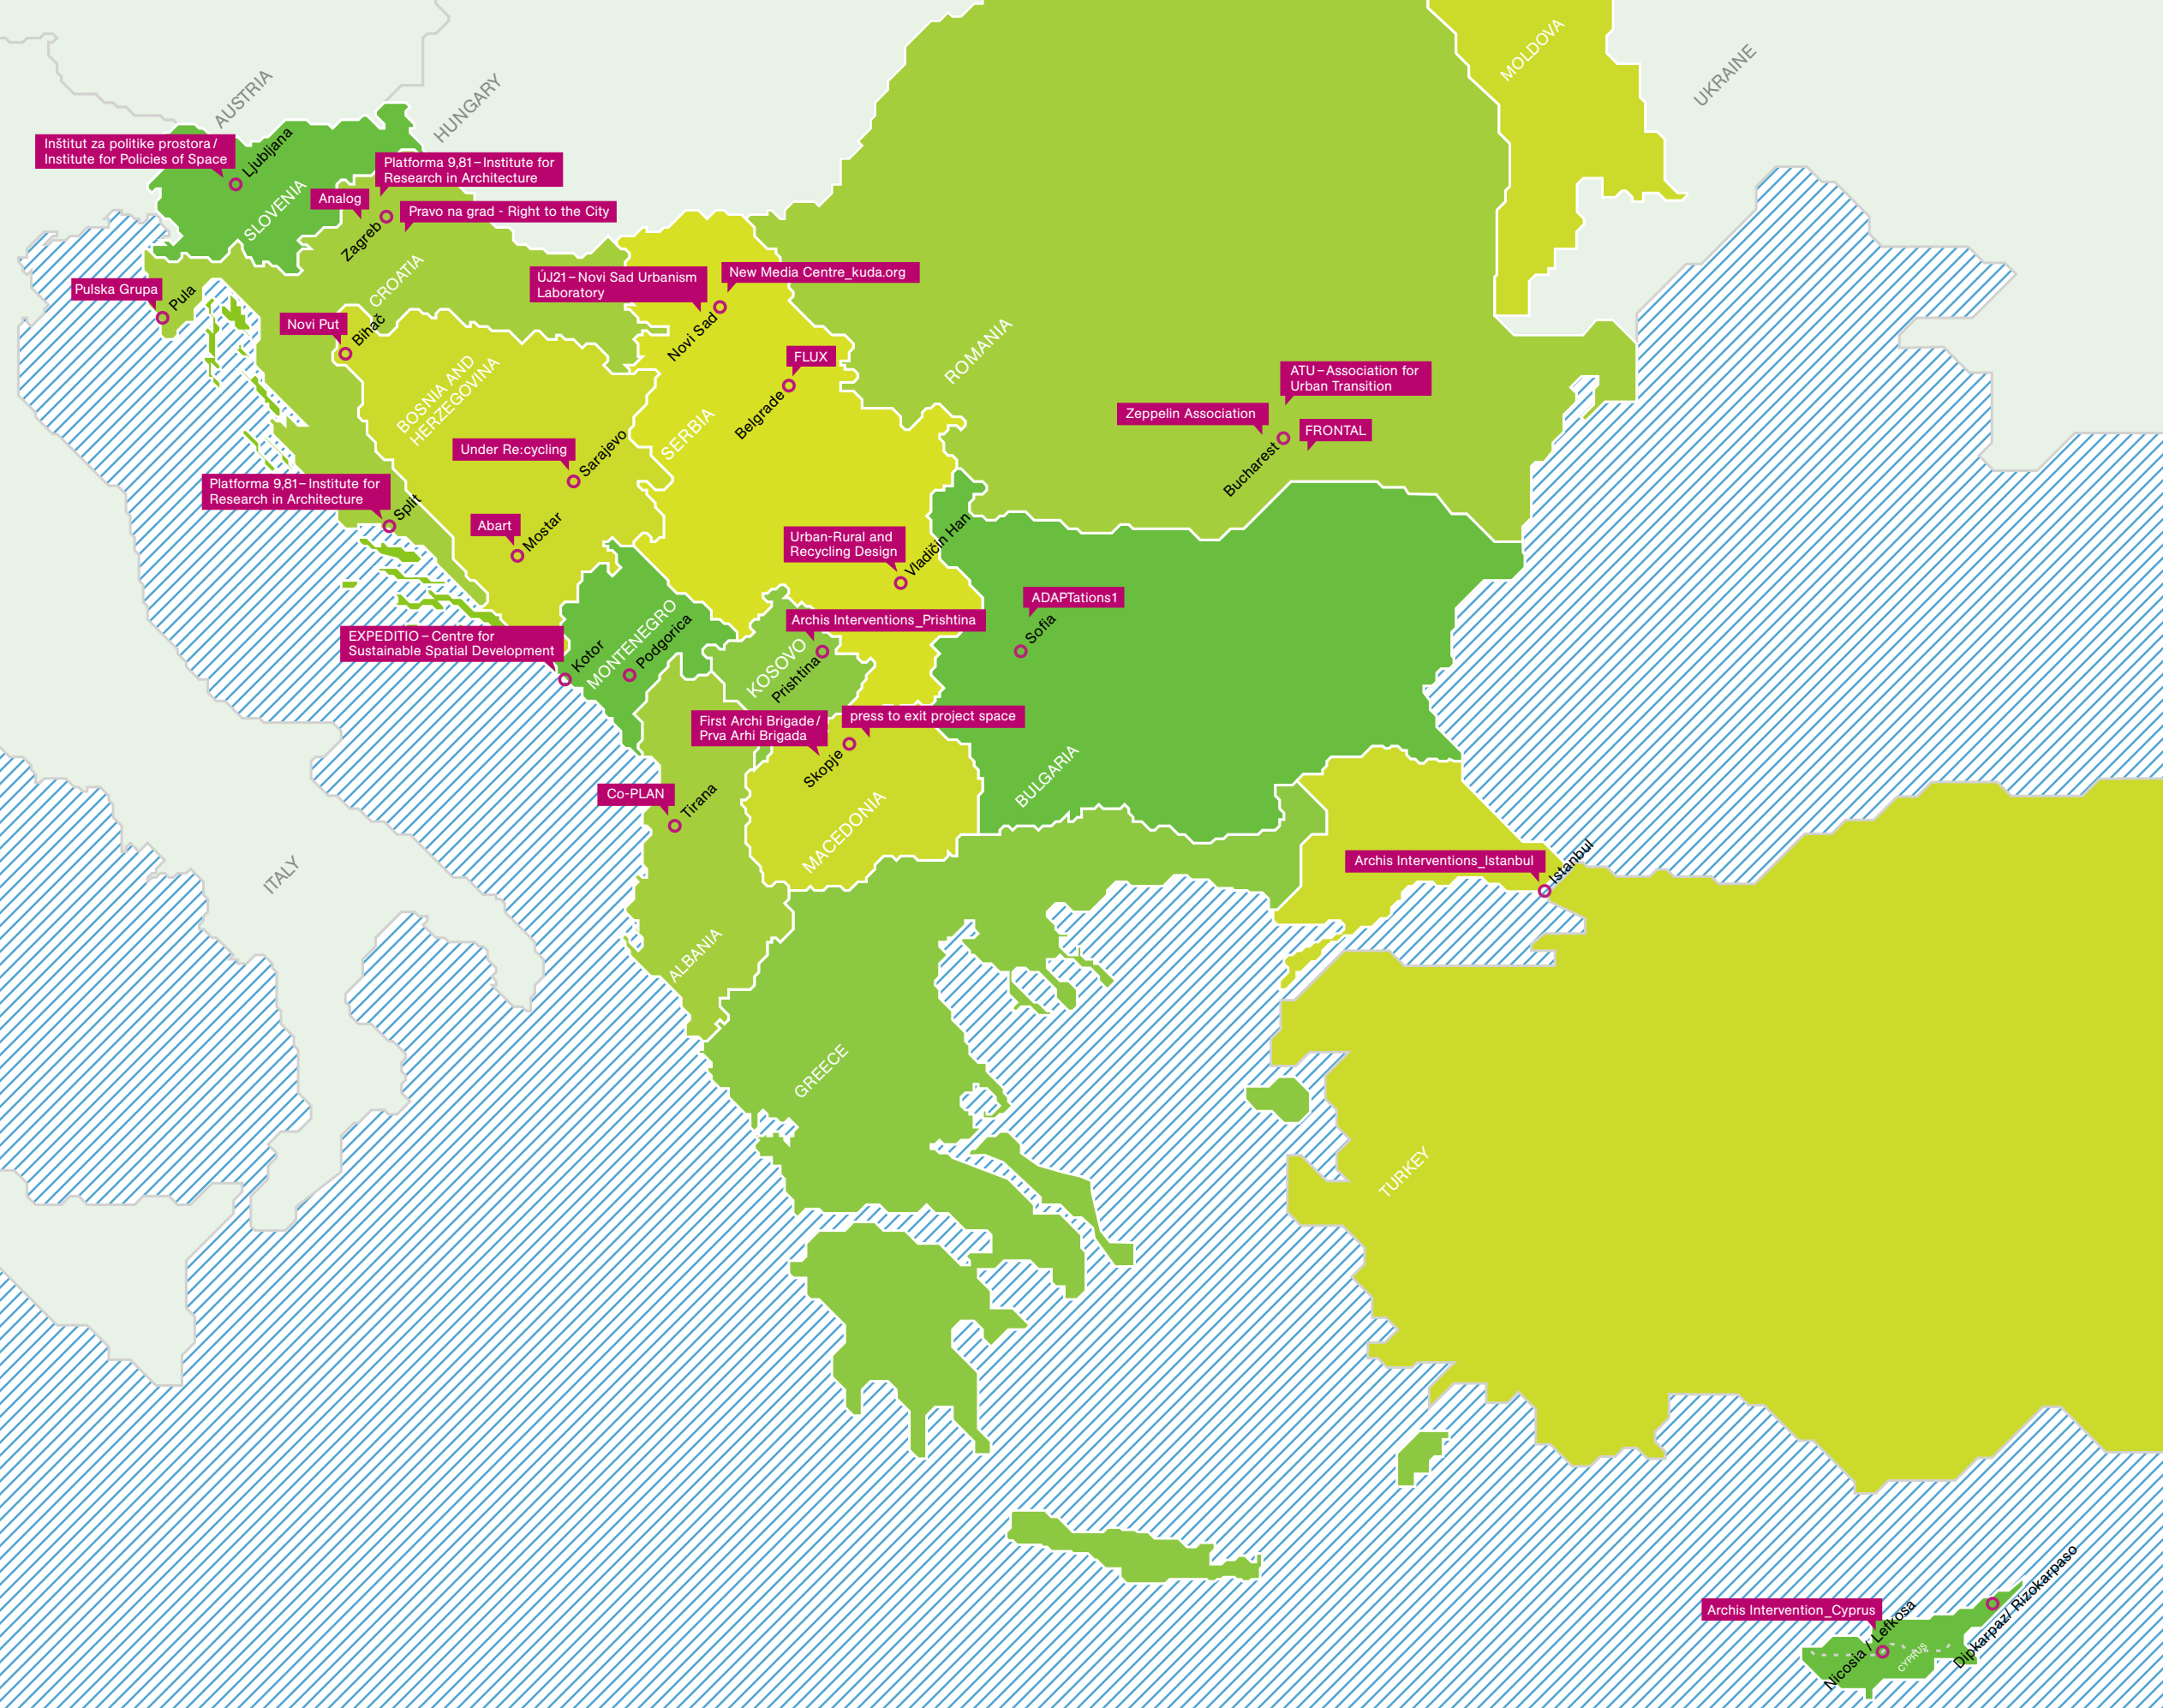 MOLDOVA
UKRAINE
AUSTRIA
HUNGARY
Inštitut za politike prostora /
Institute for Policies of Space
Ljubljana
SLOVENIA
Platforma 9,81 – Institute for
Research in Architecture
Analog
Pravo na grad - Right to the City
Zagreb
CROATIA
Pulska Grupa
Pula
ÚJ21 – Novi Sad Urbanism
Laboratory
New Media Centre_kuda.org
Novi Sad
Novi Put
Bihač
BOSNIA AND
HERZEGOVINA
FLUX
Belgrade
SERBIA
ROMANIA
ATU – Association for
Urban Transition
Zeppelin Association
FRONTAL
Bucharest
Under Re:cycling
Sarajevo
Platforma 9,81 – Institute for
Research in Architecture
Split
Abart
Mostar
Urban-Rural and
Recycling Design
Vladičin Han
ADAPTations1
Sofia
EXPEDITIO – Centre for
Sustainable Spatial Development
Kotor
MONTENEGRO
Podgorica
Archis Interventions_Prishtina
KOSOVO
Prishtina
First Archi Brigade /
Prva Arhi Brigada
press to exit project space
Skopje
MACEDONIA
BULGARIA
Co-PLAN
Tirana
ALBANIA
ITALY
Archis Interventions_Istanbul
Istanbul
GREECE
TURKEY
Archis Intervention_Cyprus
Nicosia / Lefkosa
CYPRUS
Dipkarpaz/ Rizokarpaso